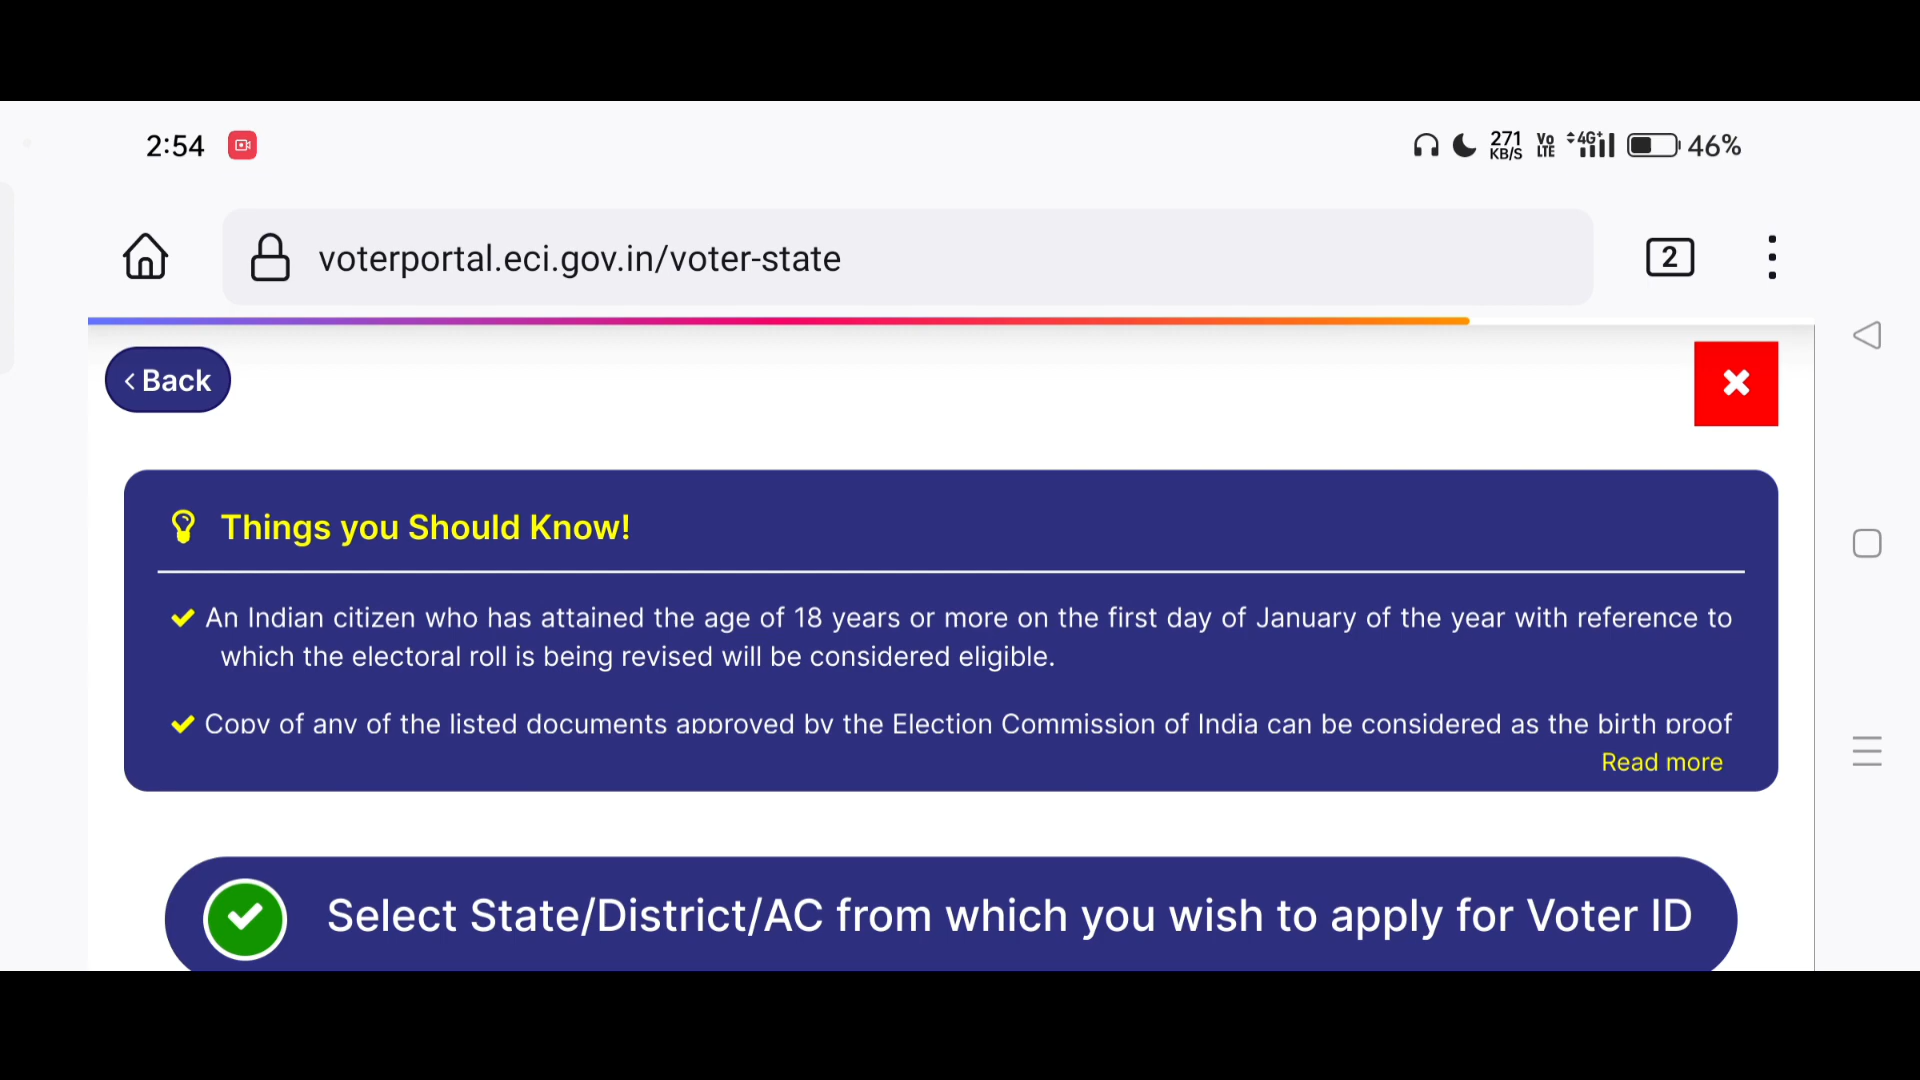 2:54
271
KB/S
Vo
LTE
4G+
46%
voterportal.eci.gov.in/voter-state
2
Back
Things you Should Know!
An Indian citizen who has attained the age of 18 years or more on the first day of January of the year with reference to
which the electoral roll is being revised will be considered eligible.
Copy of any of the listed documents approved by the Election Commission of India can be considered as the birth proof
Read more
Select State/District/AC from which you wish to apply for Voter ID